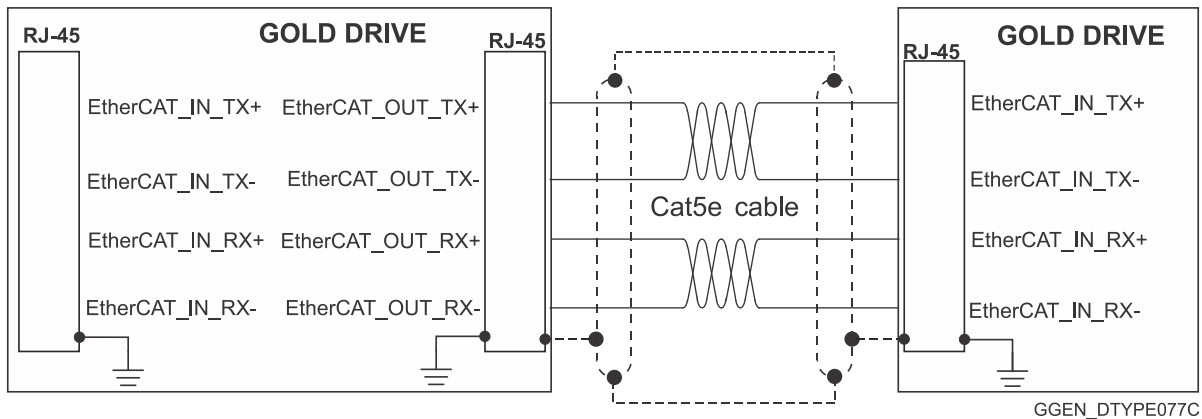 RJ-45 GOLD DRIVE RJ-45
RJ-45 GOLD DRIVE
EtherCAT_IN_TX+ EtherCAT_OUT_TX+
EtherCAT_IN_TX+
EtherCAT_IN_TX- EtherCAT_OUT_TX-
EtherCAT_IN_TX-
Cat5e cable
EtherCAT_IN_RX+ EtherCAT_OUT_RX+
EtherCAT_IN_RX+
EtherCAT_IN_RX- EtherCAT_OUT_RX-
EtherCAT_IN_RX-
GGEN_DTYPE077C